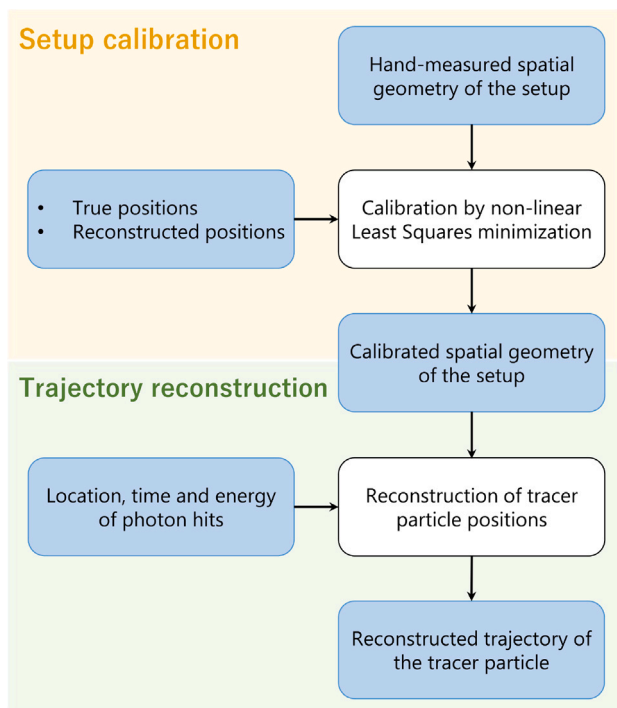 Setup calibration
Hand-measured spatial
geometry of the setup
• True positions
• Reconstructed positions
Calibration by non-linear
Least Squares minimization
Calibrated spatial geometry
of the setup
Trajectory reconstruction
Location, time and energy
of photon hits
Reconstruction of tracer
particle positions
Reconstructed trajectory of
the tracer particle